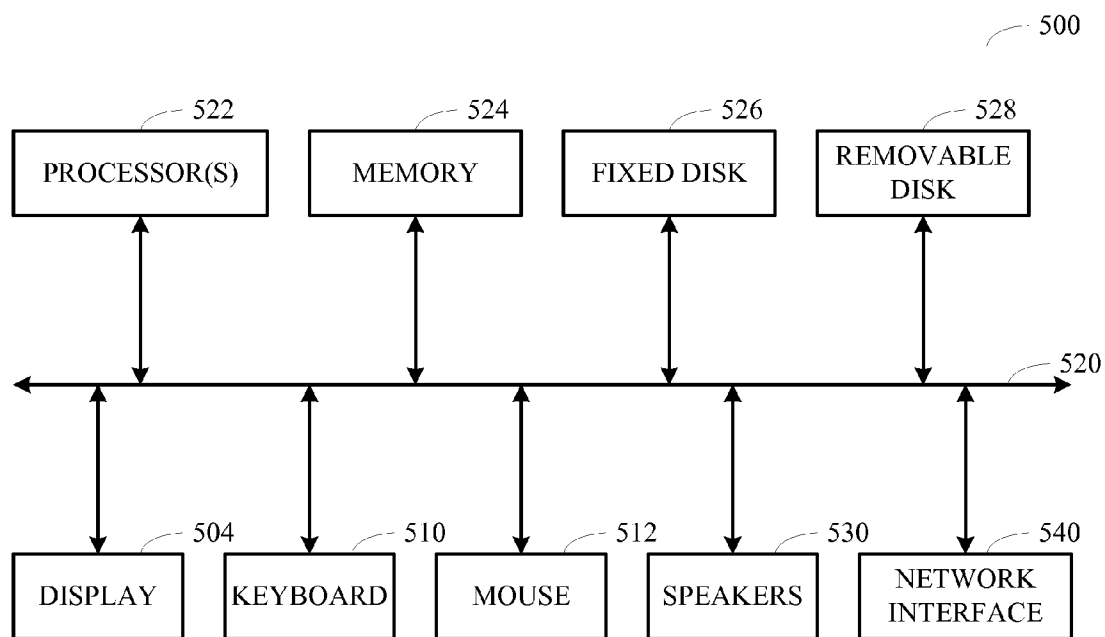 500
522
524
526
528
PROCESSOR(S)
MEMORY
FIXED DISK
REMOVABLE
DISK
520
504
510
512
530
540
DISPLAY
KEYBOARD
MOUSE
SPEAKERS
NETWORK
INTERFACE